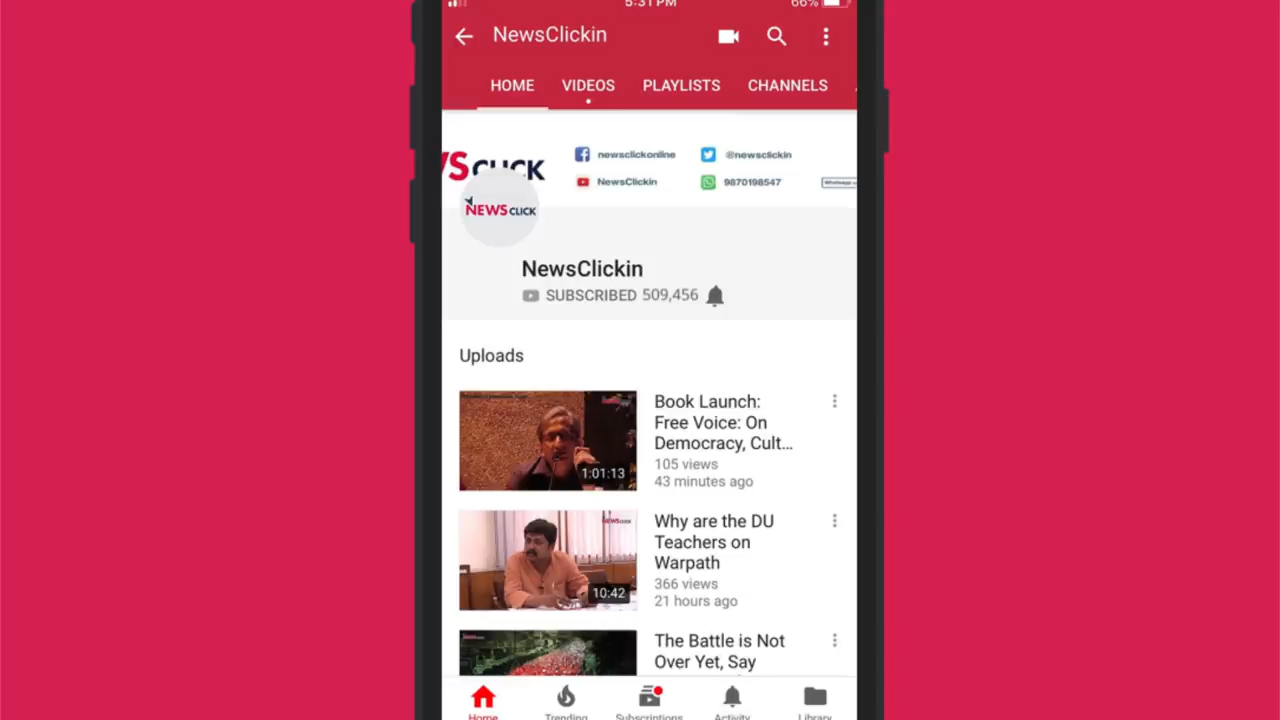 5:31 PM
66%
NewsClickin
HOME VIDEOS PLAYLISTS CHANNELS
WS CLICK
newsclickonline
@newsclickin
NewsClickin
9870198547
NEWS CLICK
NewsClickin
SUBSCRIBED 509,456
Uploads
Book Launch:
Free Voice: On
Democracy, Cult...
105 views
43 minutes ago
1:01:13
Why are the DU
Teachers on
Warpath
366 views
21 hours ago
NEWSCLICK
10:42
The Battle is Not
Over Yet, Say
Home Trending Subscriptions Activity Library